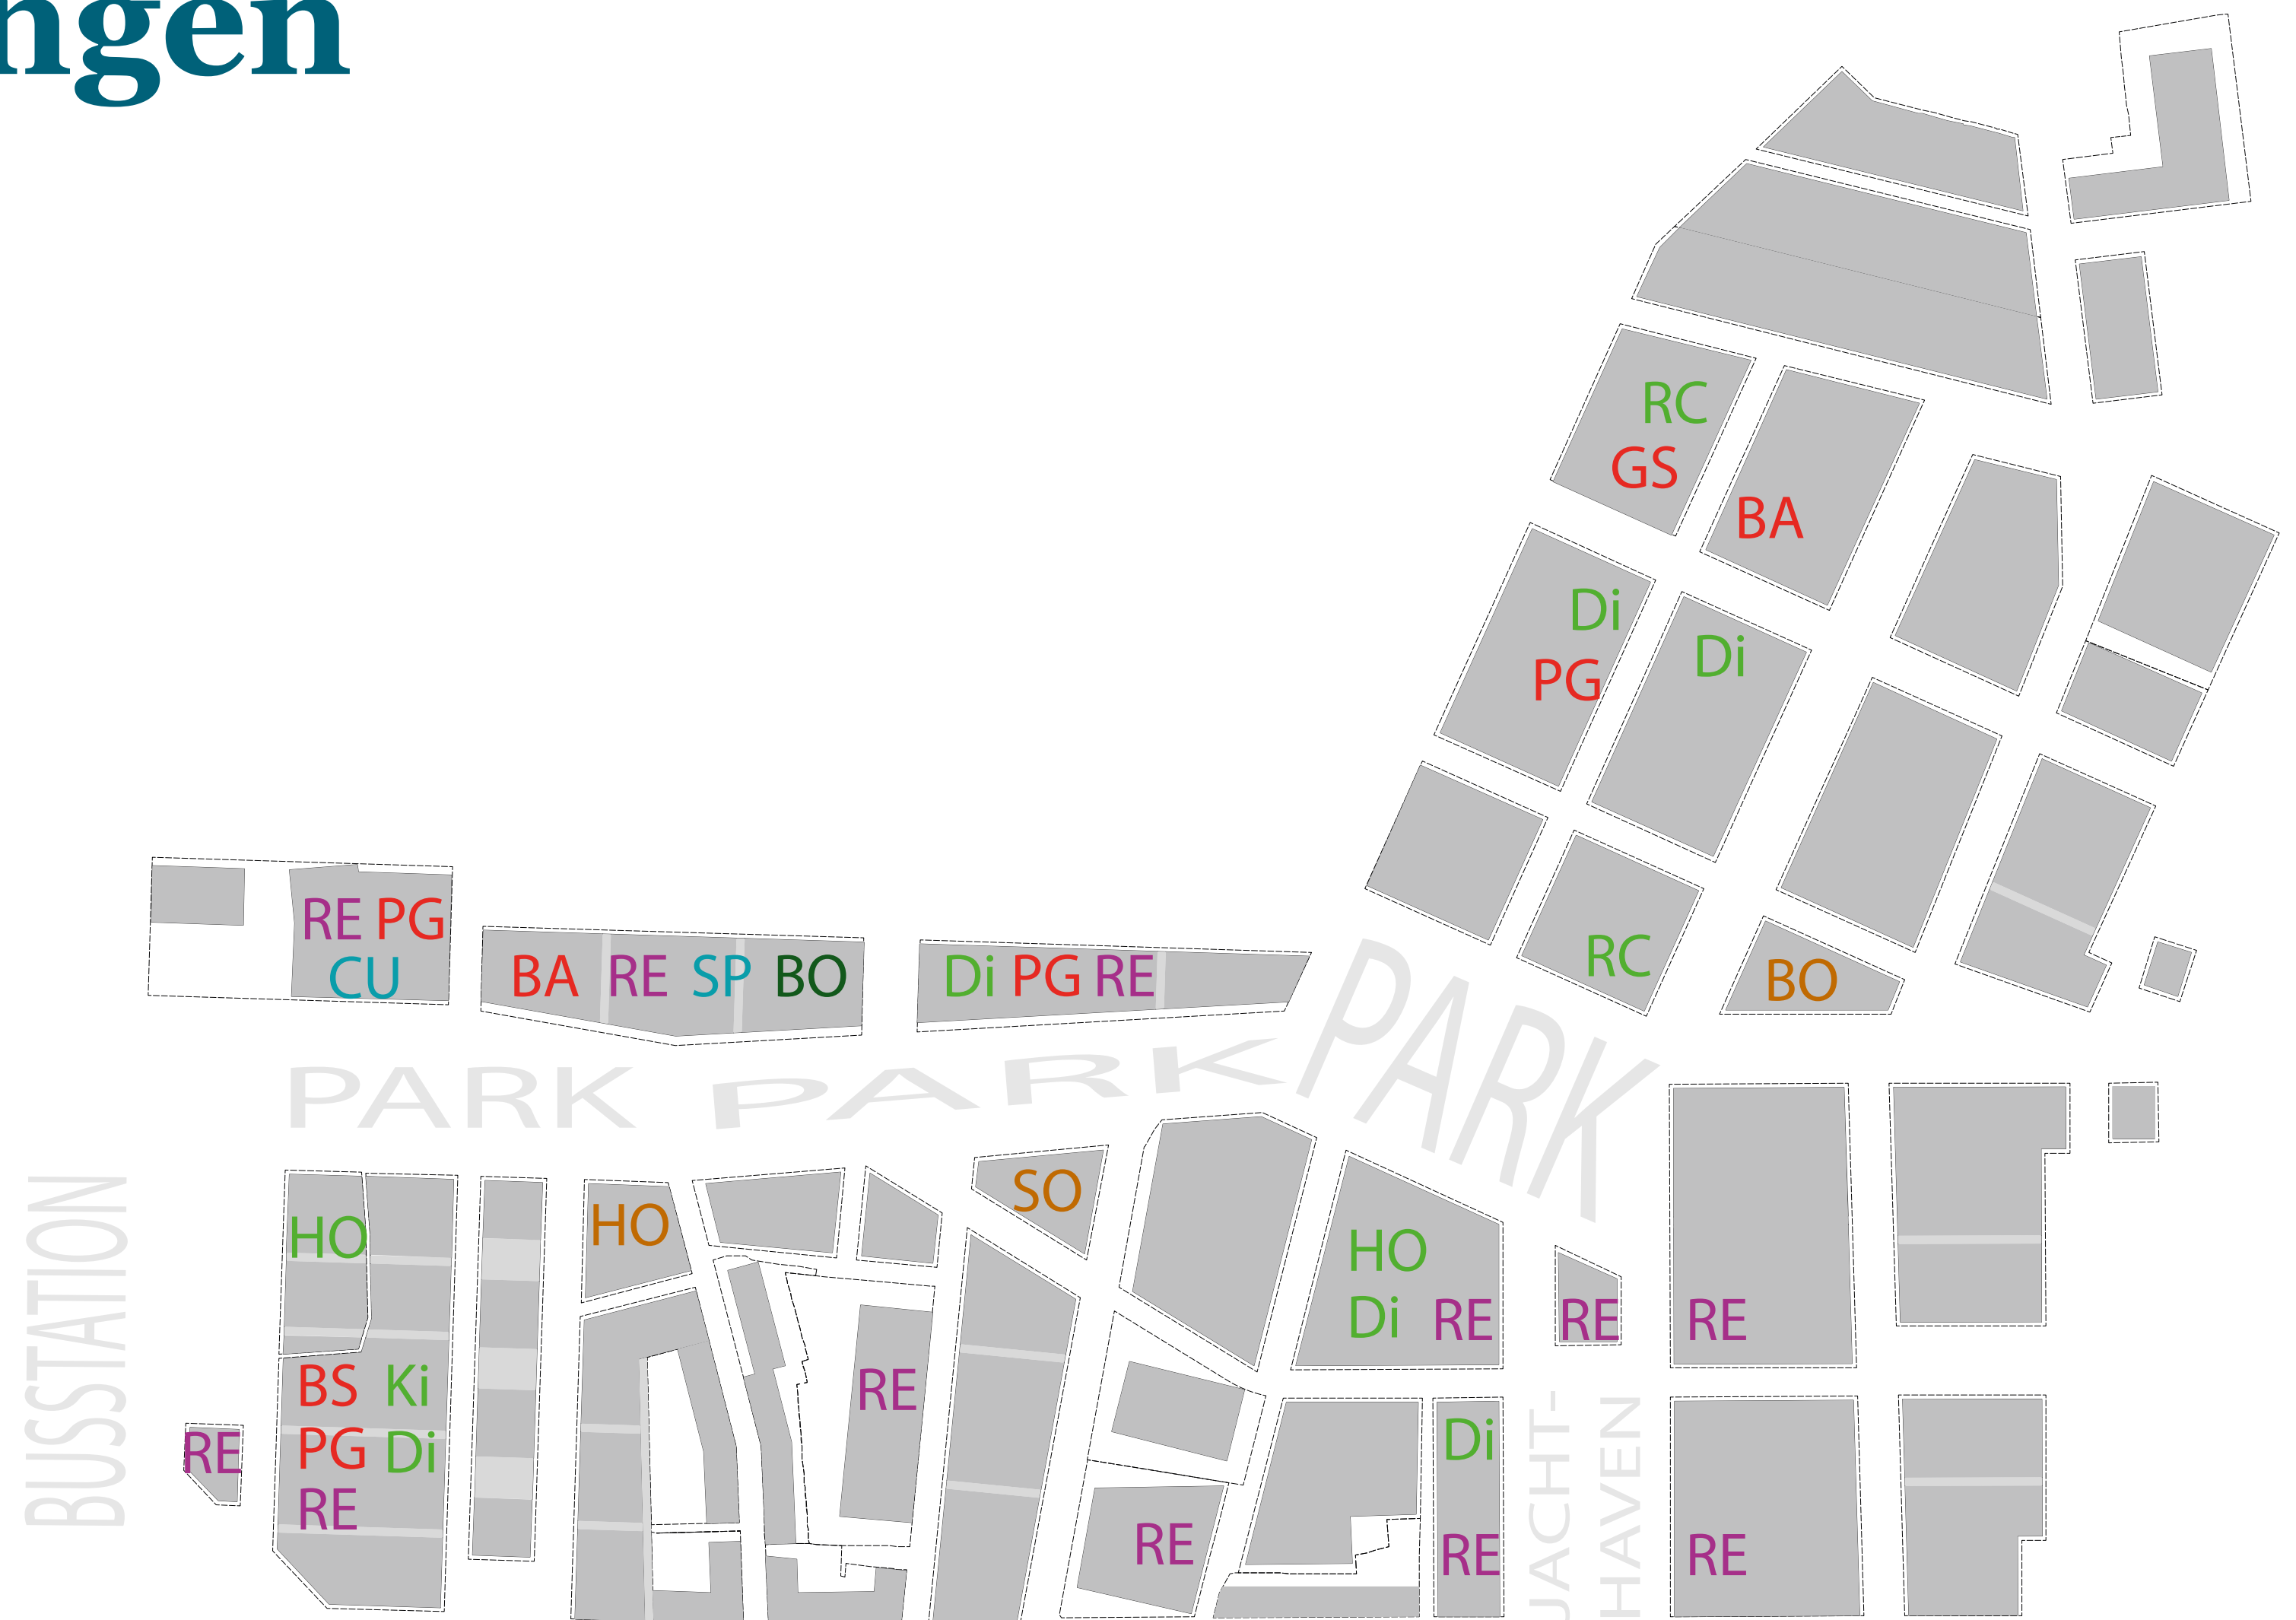 ngen
RC
GS
BA
Di
PG
Di
RE PG
CU
BA RE SP BO
Di PG RE
RC
BO
PARK
PARK
PARK
BUSSTATION
HO
HO
SO
HO
Di RE
RE
RE
BS Ki
PG Di
RE
RE
RE
RE
Di
RE
RE
JACHT-
HAVEN